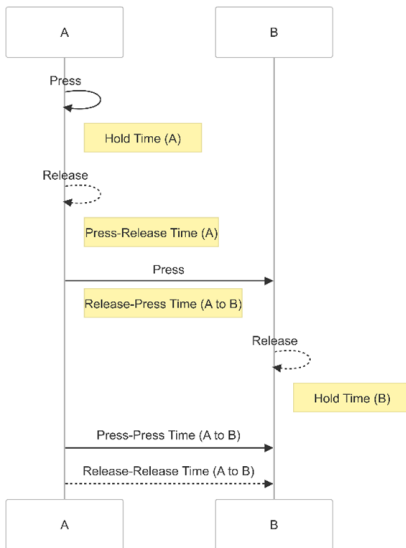 A
B
Press
Hold Time (A)
Release
Press-Release Time (A)
Press
Release-Press Time (A to B)
Release
Hold Time (B)
Press-Press Time (A to B)
Release-Release Time (A to B)
A
B